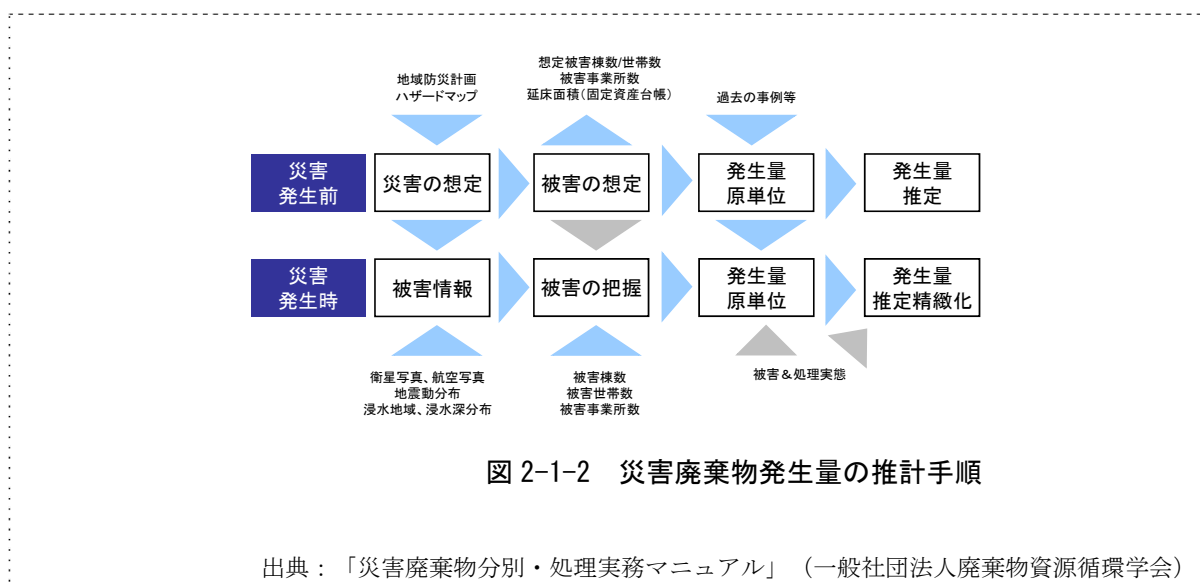 地域防災計画
ハザードマップ
想定被害棟数/世帯数
被害事業所数
延床面積(固定資産台帳)
過去の事例等
災害
発生前
災害の想定
被害の想定
発生量
原単位
発生量
推定
災害
発生時
被害情報
被害の把握
発生量
原単位
発生量
推定精緻化
衛星写真、航空写真
地震動分布
浸水地域、浸水深分布
被害棟数
被害世帯数
被害事業所数
被害&処理実態
図 2-1-2 災害廃棄物発生量の推計手順
出典:「災害廃棄物分別・処理実務マニュアル」(一般社団法人廃棄物資源循環学会)